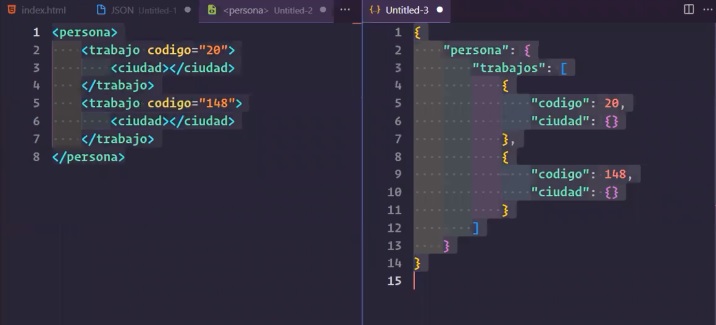 index.html JSON Untitled-1 <persona> Untitled-2 ...
1 <persona>
2 <trabajo codigo="20">
3 <ciudad></ciudad>
4 </trabajo>
5 <trabajo codigo="148">
6 <ciudad></ciudad>
7 </trabajo>
8 </persona>
{} Untitled-3 ...
1 {
2 "persona": {
3 "trabajos": [
4 {
5 "codigo": 20,
6 "ciudad": {}
7 },
8 {
9 "codigo": 148,
10 "ciudad": {}
11 }
12 ]
13 }
14 }
15